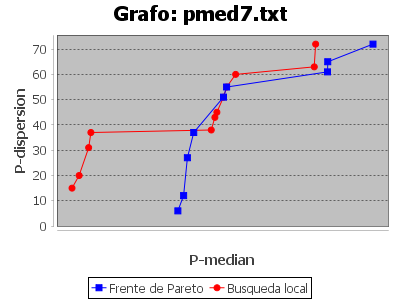 Grafo: pmed7.txt
70
60
50
40
30
20
10
0
P-dispersion
P-median
Frente de Pareto
Busqueda local